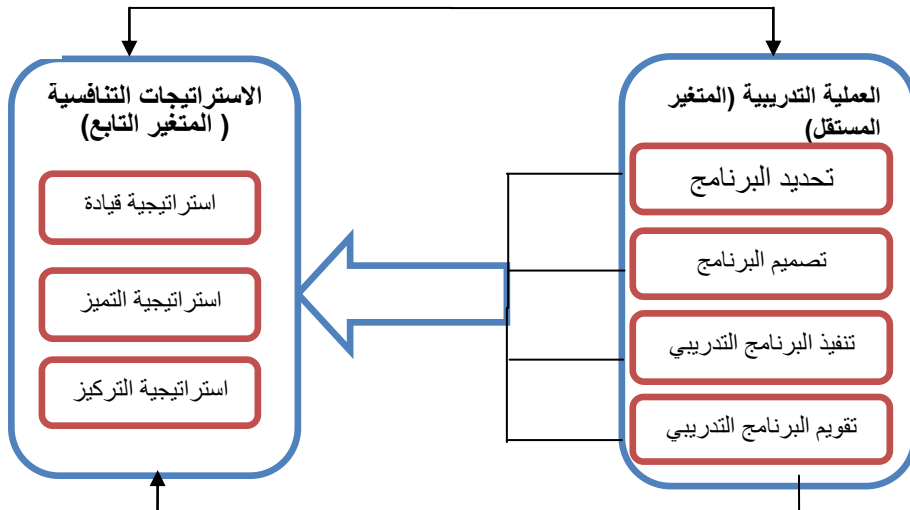 العملية التدريبية (المتغير
المستقل)
تحديد البرنامج
تصميم البرنامج
تنفيذ البرنامج التدريبي
تقويم البرنامج التدريبي
الاستراتيجات التنافسية
( المتغير التابع)
استراتيجية قيادة
استراتيجية التميز
استراتيجية التركيز